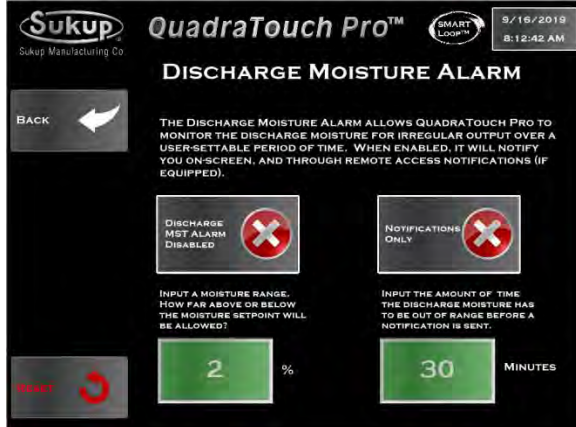 Sukup
Sukup Manufacturing Co
QuadraTouch Pro™
SMART
LOOP™
9/16/2019
8:12:42 AM
DISCHARGE MOISTURE ALARM
BACK
THE DISCHARGE MOISTURE ALARM ALLOWS QUADRATOUCH PRO TO
MONITOR THE DISCHARGE MOISTURE FOR IRREGULAR OUTPUT OVER A
USER-SETTABLE PERIOD OF TIME. WHEN ENABLED, IT WILL NOTIFY
YOU ON-SCREEN, AND THROUGH REMOTE ACCESS NOTIFICATIONS (IF
EQUIPPED).
DISCHARGE
MST ALARM
DISABLED
NOTIFICATIONS
ONLY
INPUT A MOISTURE RANGE.
HOW FAR ABOVE OR BELOW
THE MOISTURE SETPOINT WILL
BE ALLOWED?
INPUT THE AMOUNT OF TIME
THE DISCHARGE MOISTURE HAS
TO BE OUT OF RANGE BEFORE A
NOTIFICATION IS SENT.
RESET
2 %
30 MINUTES